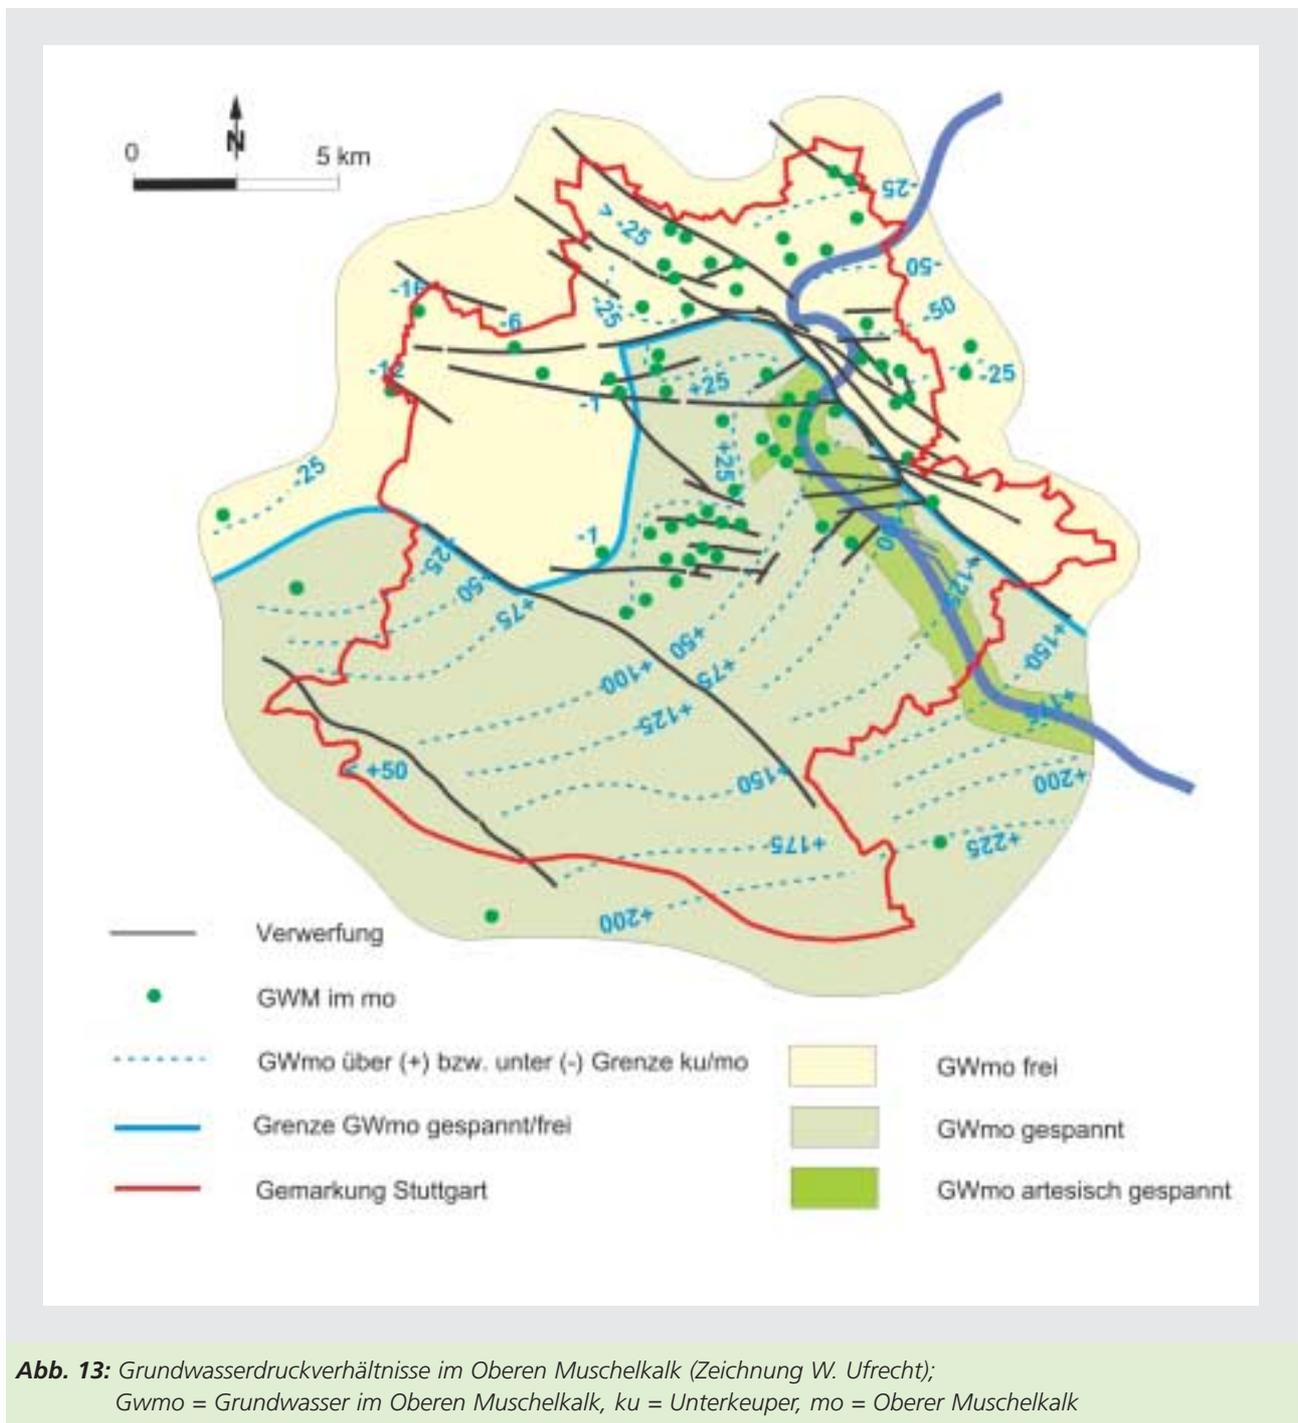 N
0 5 km
-25
> -25
-50
-16
-25
-50
-6
-12
-25
+25
-1
+25
-25
-1
+25
+50
+75
+125
+50
+150
+100
+75
+125
+175
< +50
+150
+200
+175
+225
+200
Verwerfung
GWM im mo
GWmo über (+) bzw. unter (-) Grenze ku/mo
GWmo frei
Grenze GWmo gespannt/frei
GWmo gespannt
Gemarkung Stuttgart
GWmo artesisch gespannt
Abb. 13: Grundwasserdruckverhältnisse im Oberen Muschelkalk (Zeichnung W. Ufrecht);
Gwmo = Grundwasser im Oberen Muschelkalk, ku = Unterkeuper, mo = Oberer Muschelkalk